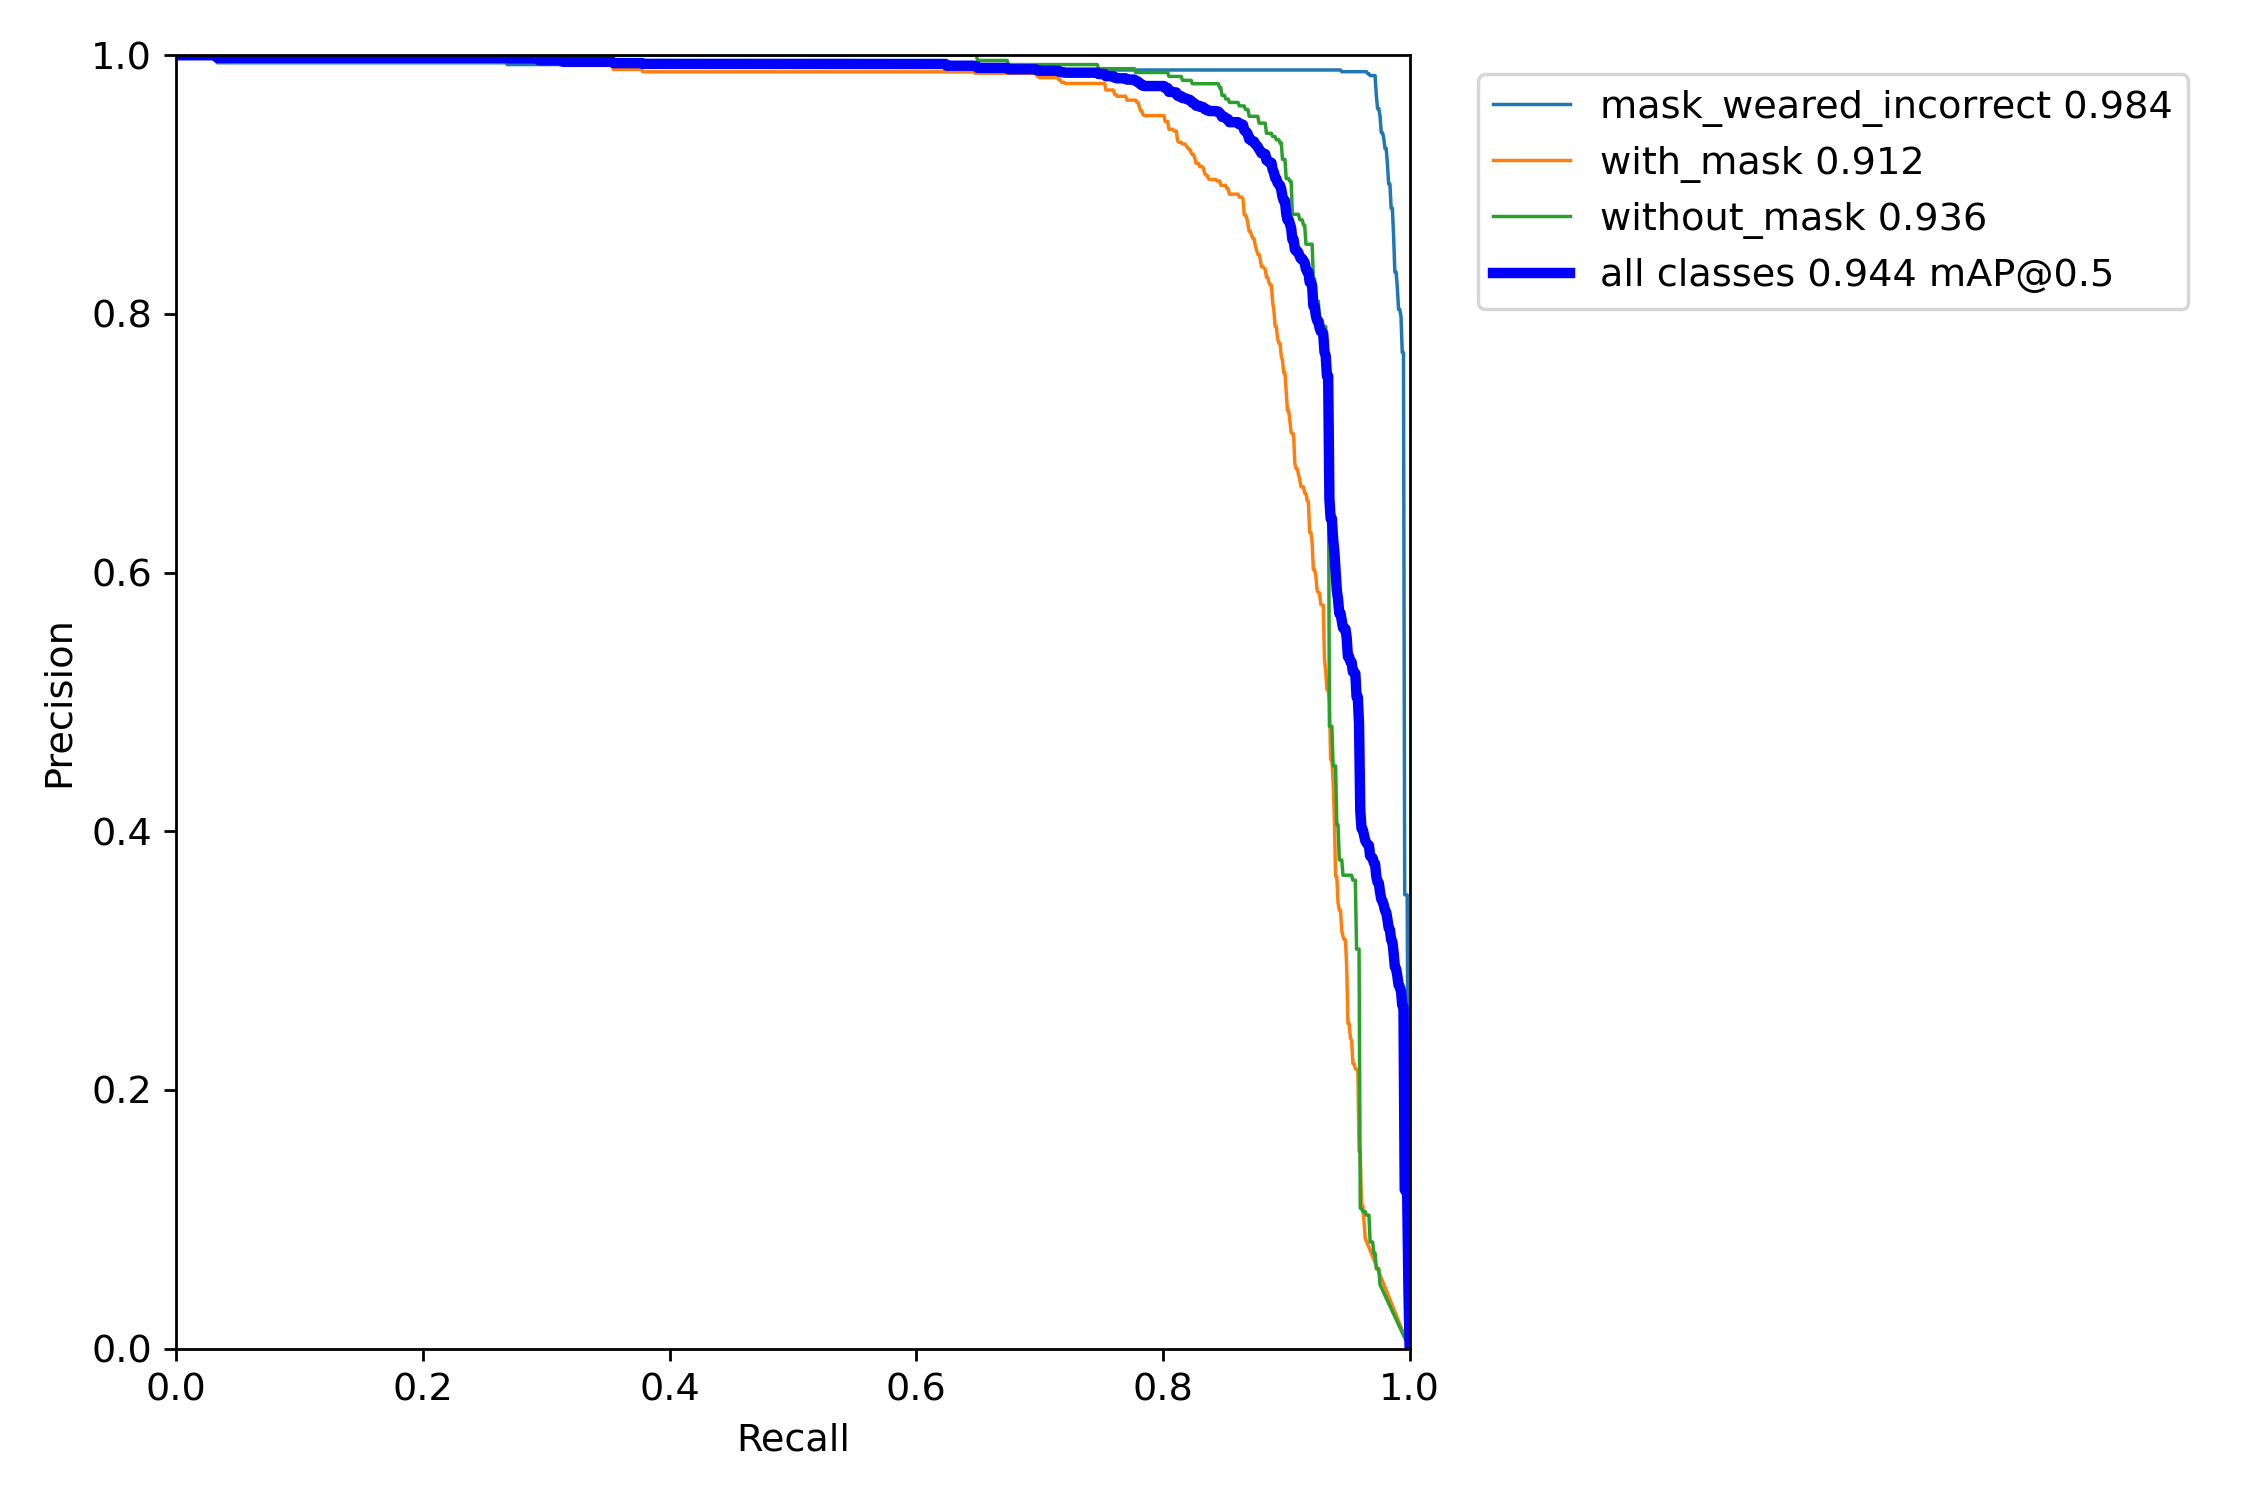 1.0
0.8
0.6
0.4
0.2
0.0
Precision
0.0 0.2 0.4 0.6 0.8 1.0
Recall
mask_weared_incorrect 0.984
with_mask 0.912
without_mask 0.936
all classes 0.944 mAP@0.5